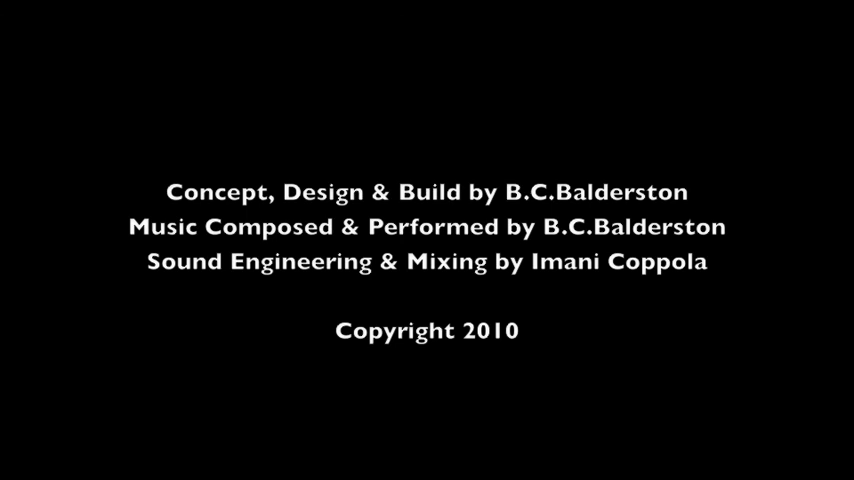 Concept, Design & Build by B.C.Balderston
Music Composed & Performed by B.C.Balderston
Sound Engineering & Mixing by Imani Coppola
Copyright 2010